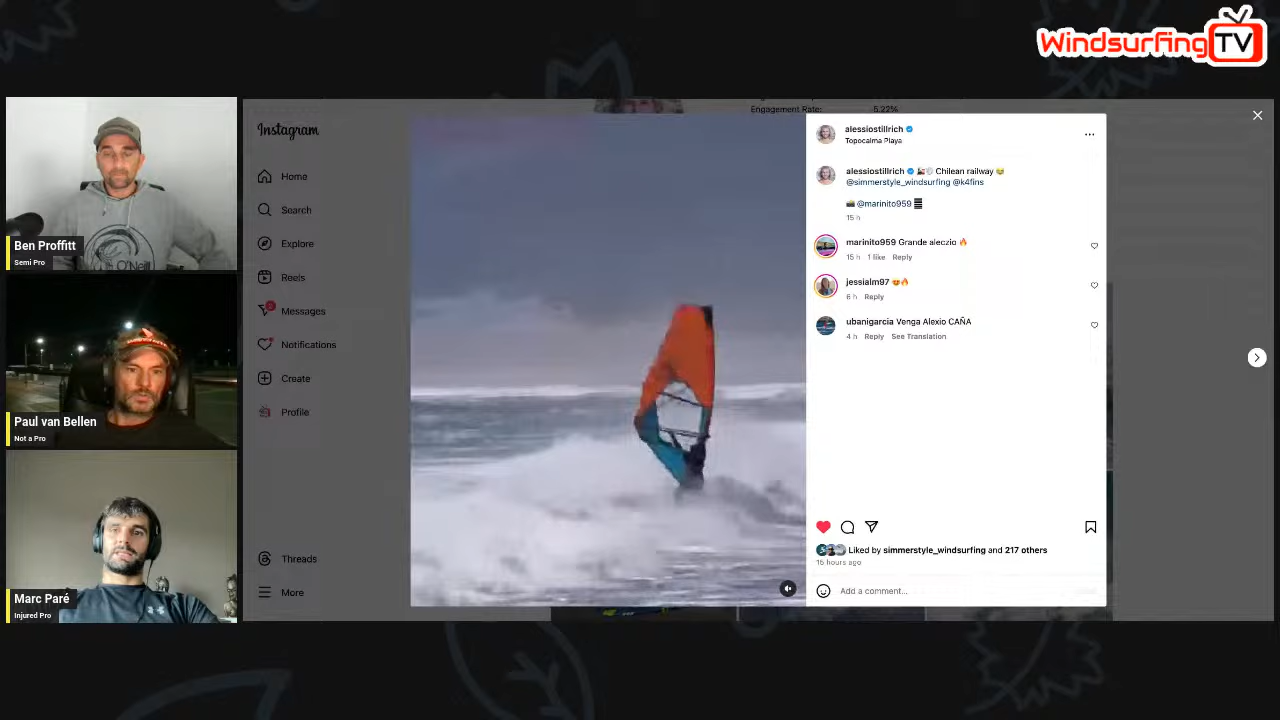 Windsurfing TV
Ben Proffitt
Semi Pro
O'Neill
Paul van Bellen
Not a Pro
Marc Paré
Injured Pro
Instagram
Home
Search
Explore
Reels
Messages
Notifications
Create
Profile
Threads
More
Engagement Rate: 5.22%
alessiostillrich
Topocalma Playa
alessiostillrich 🚂💨 Chilean railway 😂
@simmerstyle_windsurfing @k4fins
📸 @marinito959
15 h
marinito959 Grande aleczio 🔥
15 h 1 like Reply
jessialm97 😍🔥
6 h Reply
ubanigarcia Venga Alexio CAÑA
4 h Reply See Translation
Liked by simmerstyle_windsurfing and 217 others
15 hours ago
Add a comment...